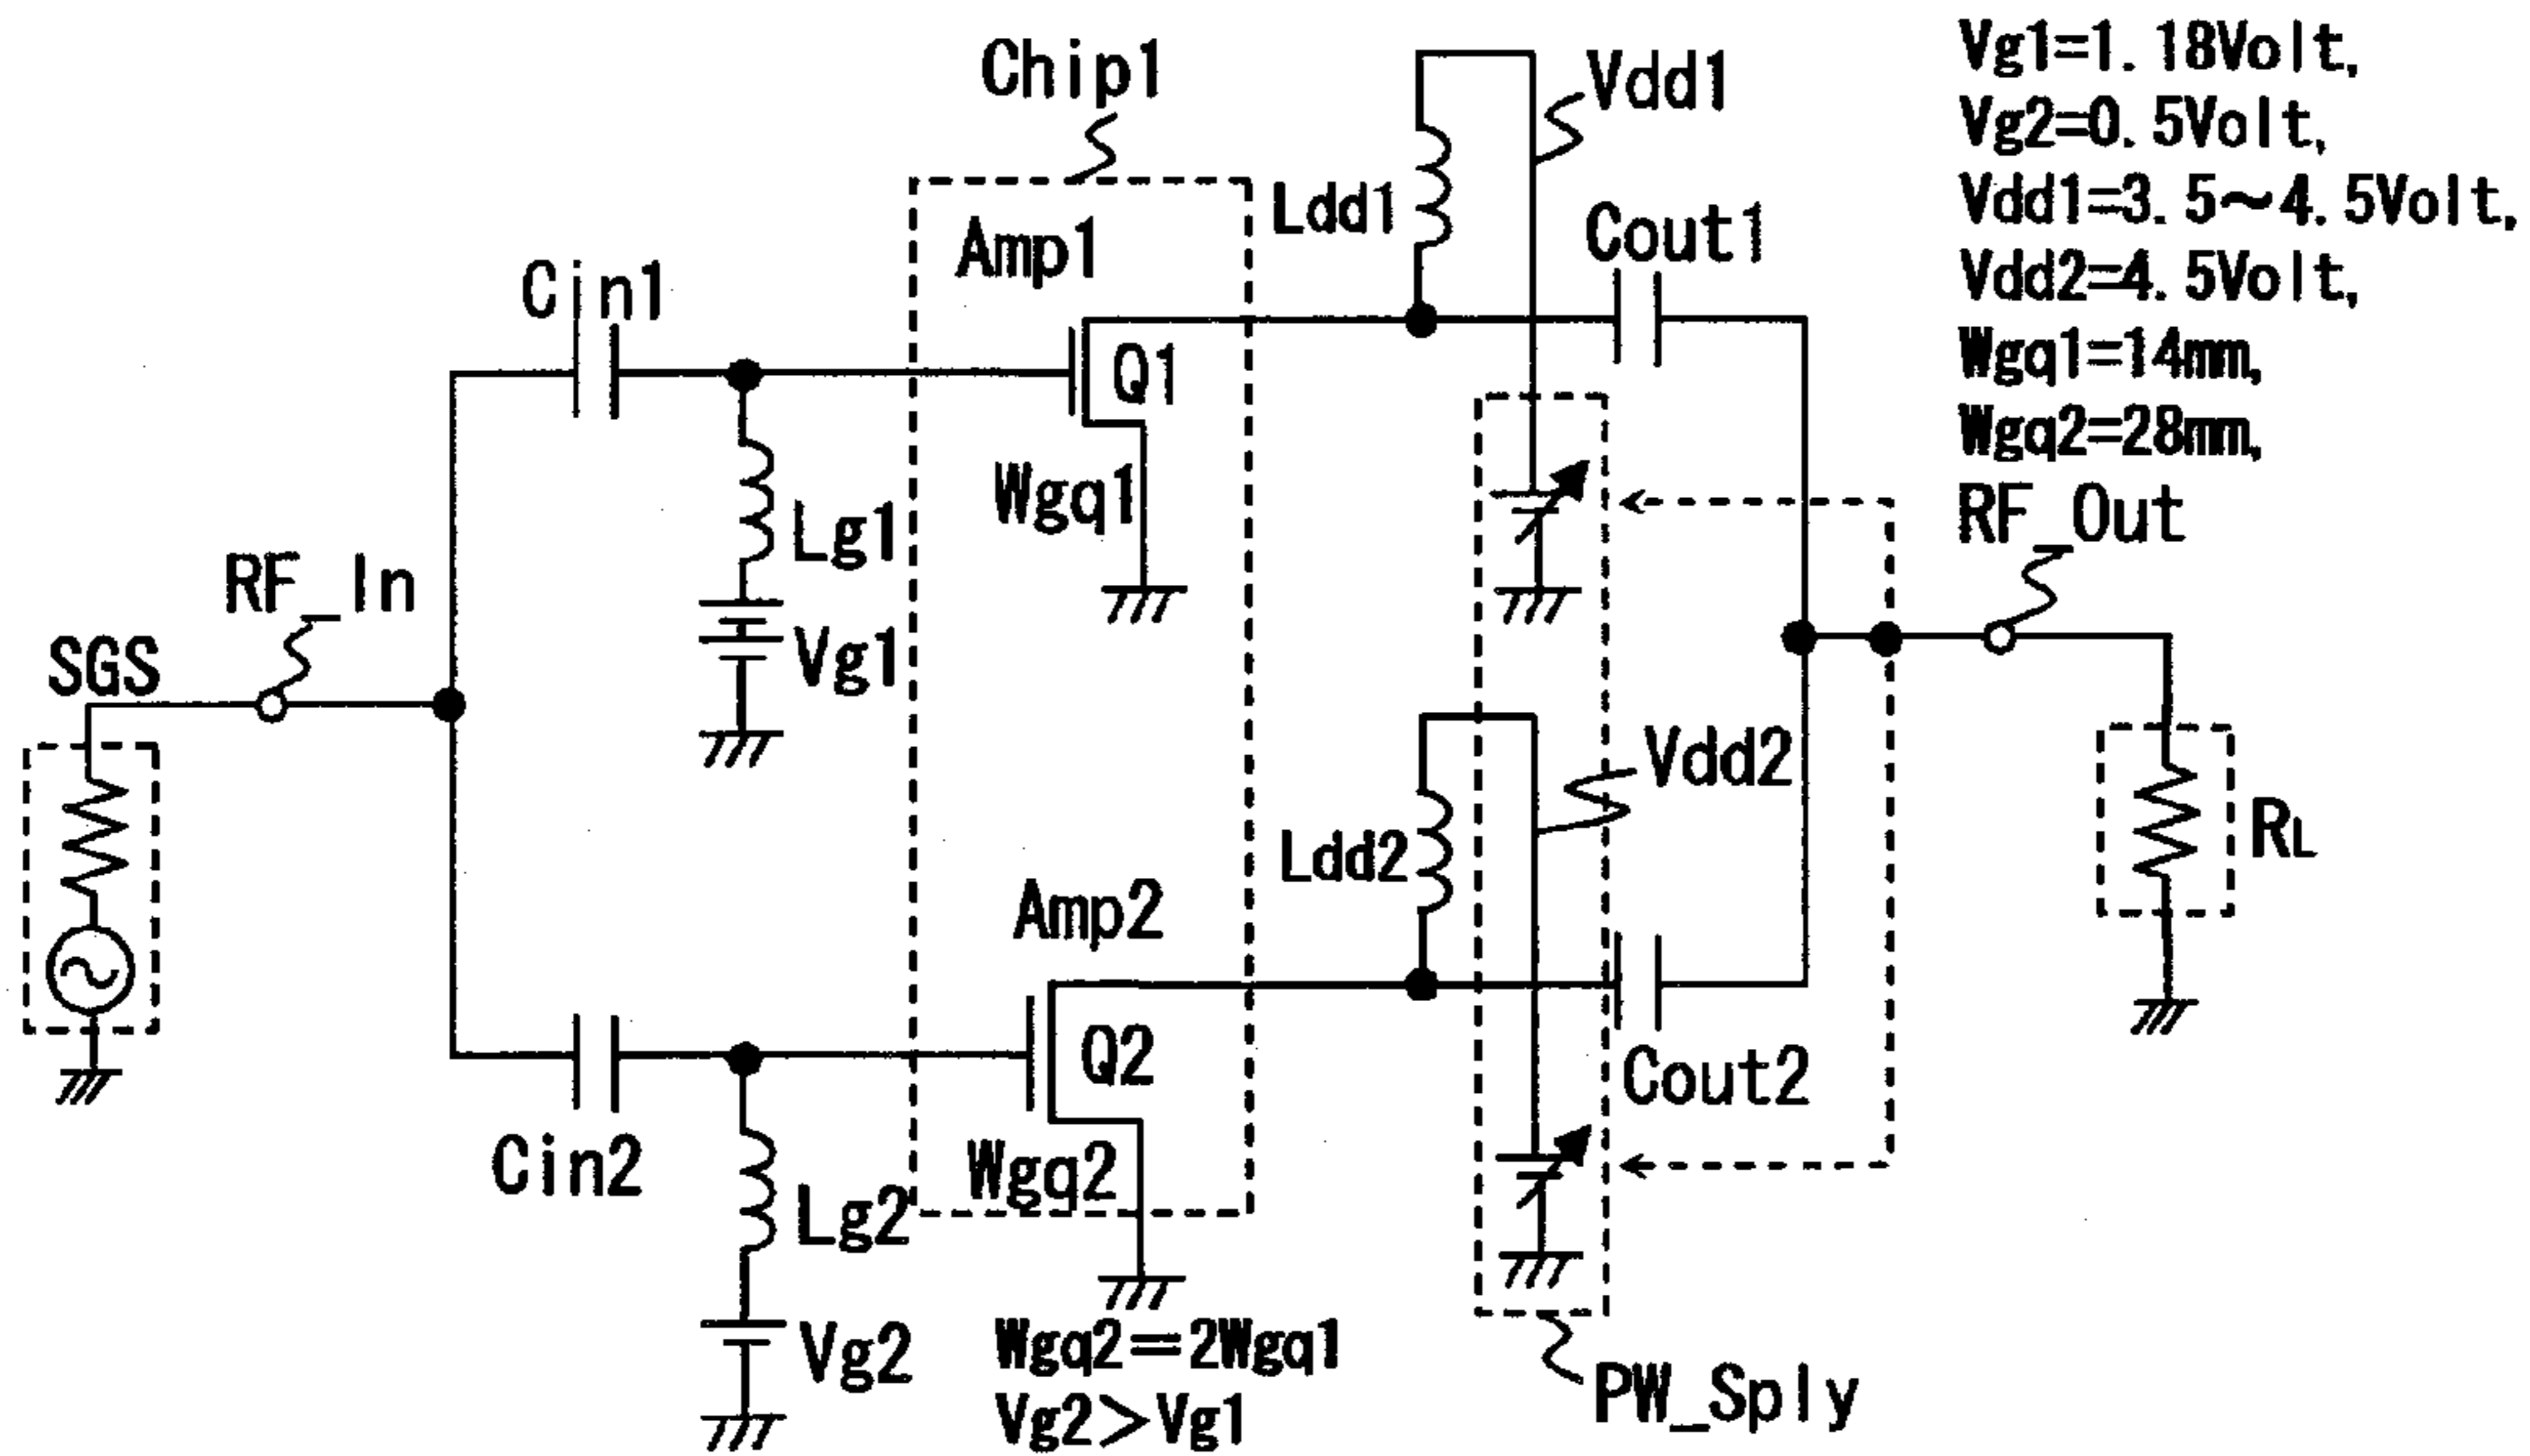 Chip1
Vdd1
Vg1=1.18Volt,
Vg2=0.5Volt,
Vdd1=3.5~4.5Volt,
Vdd2=4.5Volt,
Wgq1=14mm,
Wgq2=28mm,
Ldd1
Cout1
Amp1
Cin1
Q1
Wgq1
Lg1
RF_Out
RF_In
Vg1
SGS
Vdd2
RL
Ldd2
Amp2
Q2
Cout2
Cin2
Wgq2
Lg2
Vg2
Wgq2=2Wgq1
PW_Sply
Vg2>Vg1